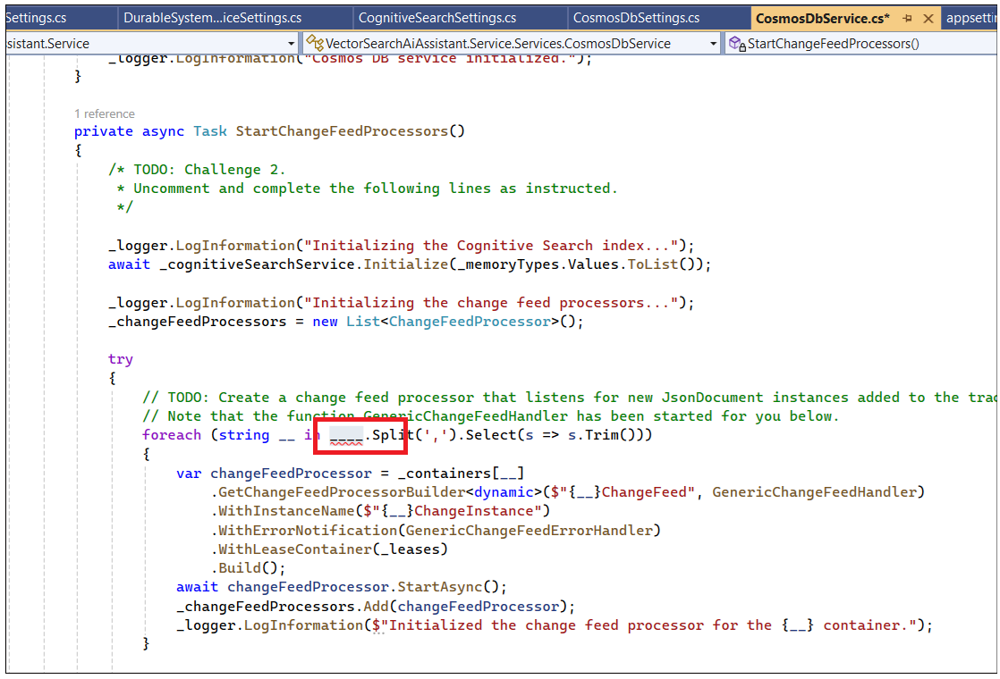 Settings.cs DurableSystem...iceSettings.cs CognitiveSearchSettings.cs CosmosDbSettings.cs CosmosDbService.cs* appsetti
sistant.Service VectorSearchAiAssistant.Service.Services.CosmosDbService StartChangeFeedProcessors()
_logger.LogInformation("Cosmos DB service initialized.");
}
1 reference
private async Task StartChangeFeedProcessors()
{
/* TODO: Challenge 2.
* Uncomment and complete the following lines as instructed.
*/
_logger.LogInformation("Initializing the Cognitive Search index...");
await _cognitiveSearchService.Initialize(_memoryTypes.Values.ToList());
_logger.LogInformation("Initializing the change feed processors...");
_changeFeedProcessors = new List<ChangeFeedProcessor>();
try
{
// TODO: Create a change feed processor that listens for new JsonDocument instances added to the trac
// Note that the function GenericChangeFeedHandler has been started for you below.
foreach (string __ in ____.Split(',').Select(s => s.Trim()))
{
var changeFeedProcessor = _containers[__]
.GetChangeFeedProcessorBuilder<dynamic>($"{__}ChangeFeed", GenericChangeFeedHandler)
.WithInstanceName($"{__}ChangeInstance")
.WithErrorNotification(GenericChangeFeedErrorHandler)
.WithLeaseContainer(_leases)
.Build();
await changeFeedProcessor.StartAsync();
_changeFeedProcessors.Add(changeFeedProcessor);
_logger.LogInformation($"Initialized the change feed processor for the {__} container.");
}